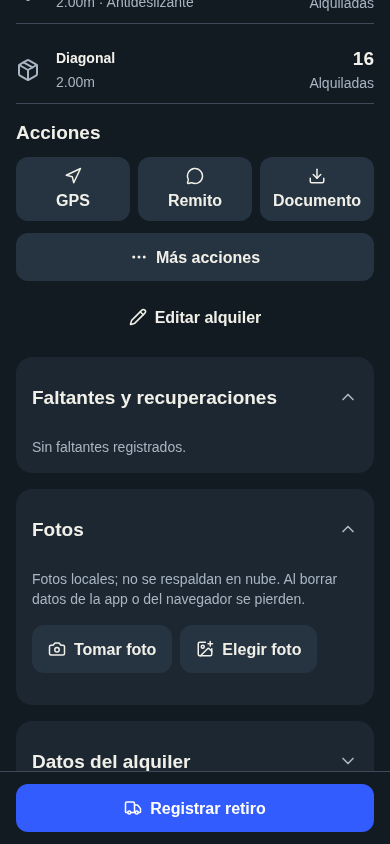 2.00m · Antideslizante
Alquiladas
Diagonal
16
2.00m
Alquiladas
Acciones
GPS
Remito
Documento
Más acciones
Editar alquiler
Faltantes y recuperaciones
Sin faltantes registrados.
Fotos
Fotos locales; no se respaldan en nube. Al borrar
datos de la app o del navegador se pierden.
Tomar foto
Elegir foto
Datos del alquiler
Registrar retiro